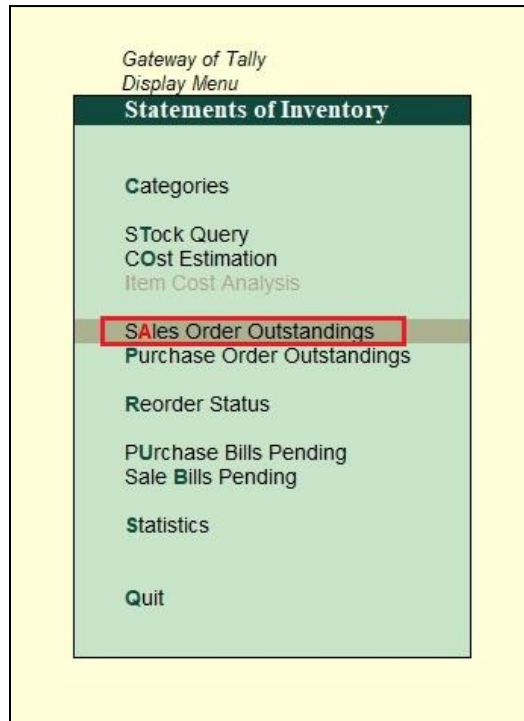 Gateway of Tally
Display Menu
Statements of Inventory
Categories
STock Query
COst Estimation
Item Cost Analysis
SAles Order Outstandings
Purchase Order Outstandings
Reorder Status
PUrchase Bills Pending
Sale Bills Pending
Statistics
Quit